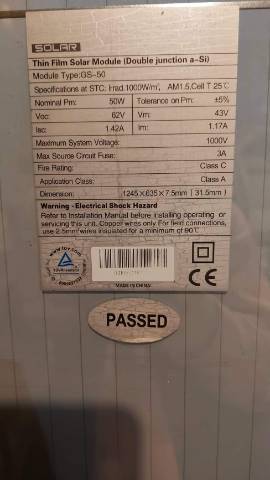 SOLAR
Thin Film Solar Module (Double junction a-Si)
Module Type: GS-50
Specifications at STC: Irrad.1000W/m², AM1.5, Cell T 25℃
Nominal Pm: 50W Tolerance on Pm: ±5%
Voc: 62V Vm: 43V
Isc: 1.42A Im: 1.17A
Maximum System Voltage: 1000V
Max Source Circuit Fuse: 3A
Fire Rating: Class C
Application Class: Class A
Dimension: 1245×635×7.5mm [31.5mm]
Warning - Electrical Shock Hazard
Refer to Installation Manual before installing operating or
servicing this unit. Copper wires only. For field connections,
use 2.5mm² wires insulated for a minimum of 90℃
www.tuv.com
TÜVRheinland
CE
MADE IN CHINA
PASSED